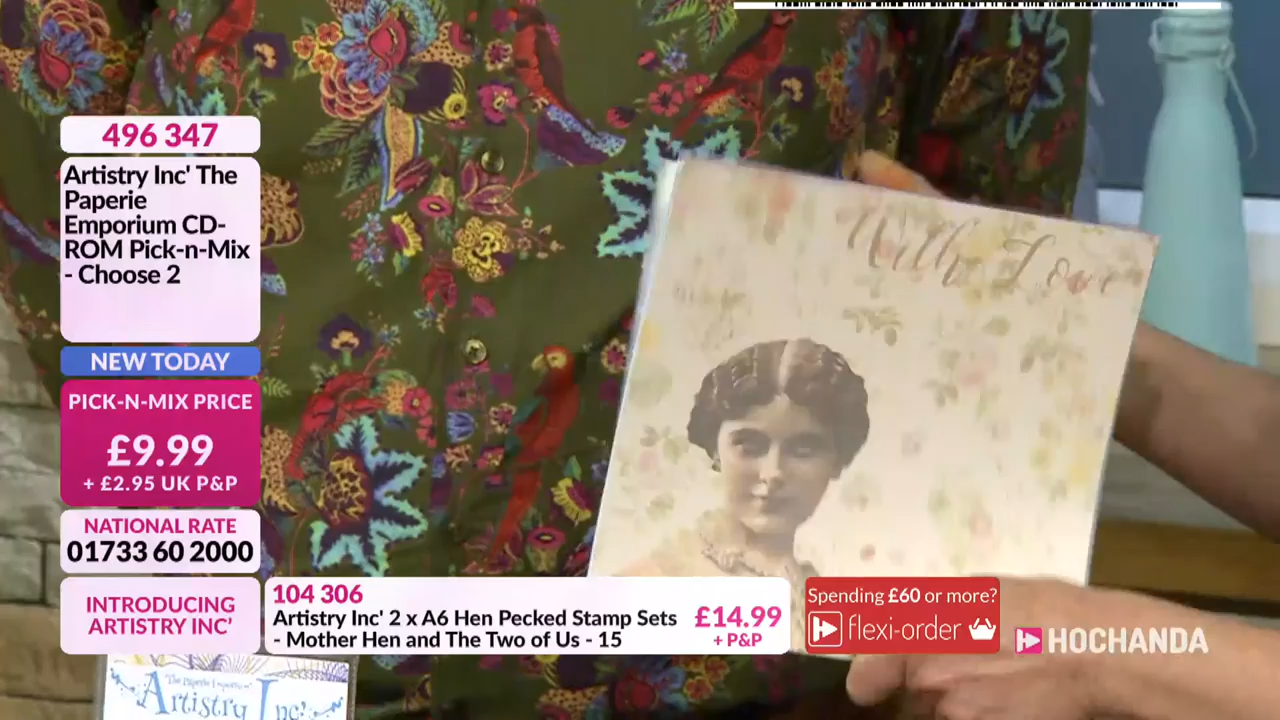 496 347
Artistry Inc' The
Paperie
Emporium CD-
ROM Pick-n-Mix
- Choose 2
NEW TODAY
PICK-N-MIX PRICE
£9.99
+ £2.95 UK P&P
NATIONAL RATE
01733 60 2000
INTRODUCING
ARTISTRY INC'
104 306
Artistry Inc' 2 x A6 Hen Pecked Stamp Sets
- Mother Hen and The Two of Us - 15
£14.99
+ P&P
Spending £60 or more?
flexi-order
HOCHANDA
With Love
The Paperie Emporium
Artistry Inc'